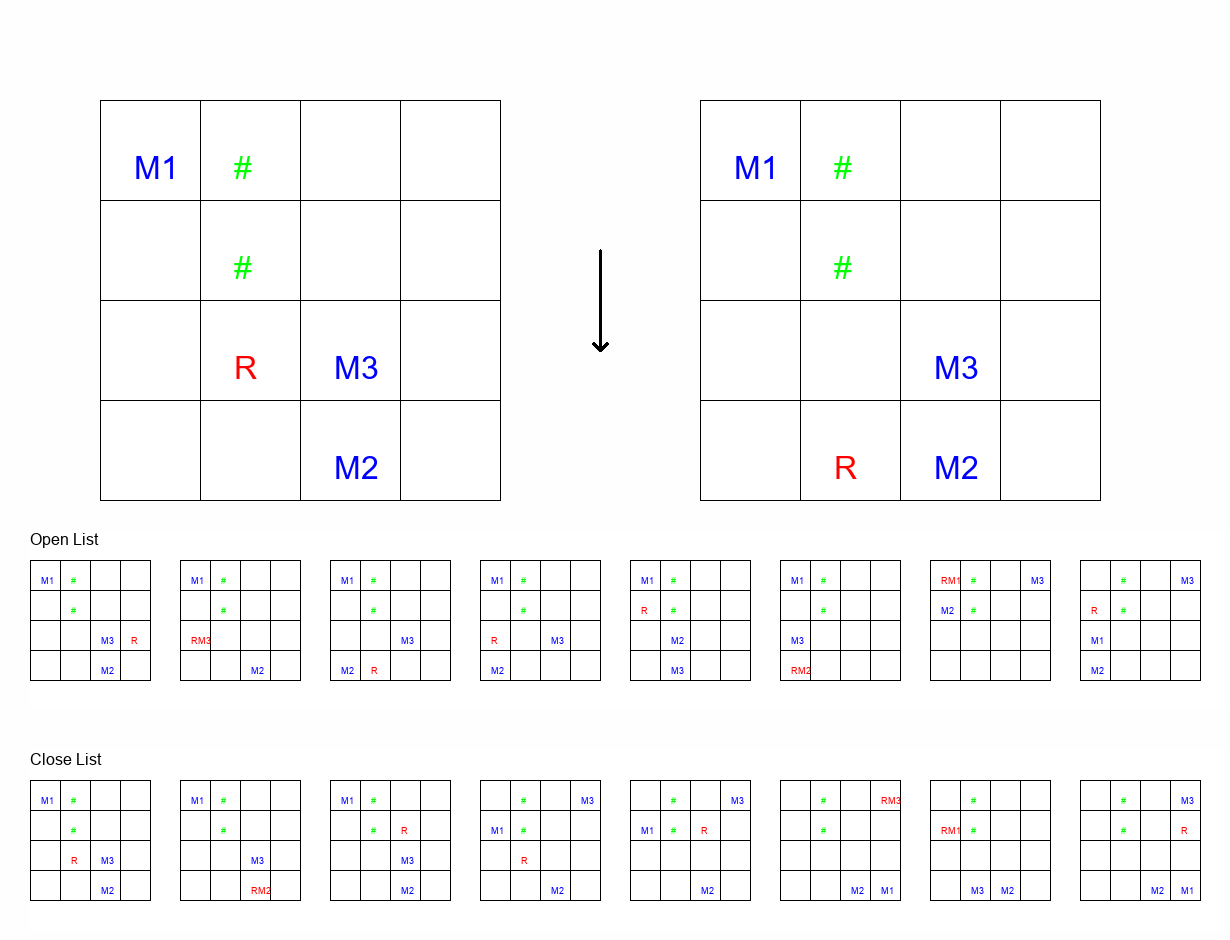 M1 # M1 #
# #
R M3 M3
M2 R M2
Open List
M1 # M1 # M1 # M1 # M1 # M1 # RM1 # M3 # M3
# # # # R # # M2 # R #
M3 R RM3 M3 R M3 M2 M3 M1
M2 M2 M2 R M2 M3 RM2 M2
Close List
M1 # M1 # M1 # # M3 # M3 # RM3 # # M3
# # # R M1 # M1 # R # RM1 # # R
R M3 M3 M3 R
M2 RM2 M2 M2 M2 M2 M1 M3 M2 M2 M1